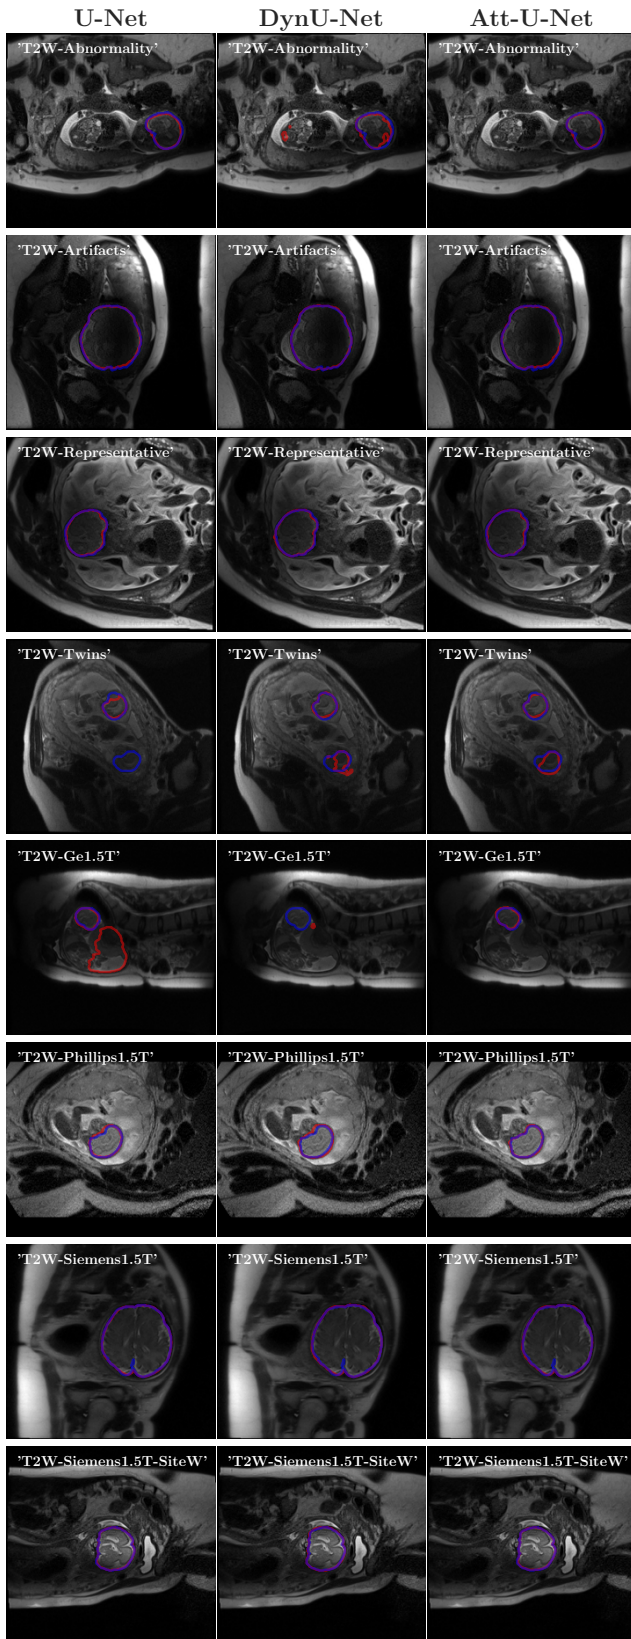 U-Net DynU-Net Att-U-Net
'T2W-Abnormality' 'T2W-Abnormality' 'T2W-Abnormality'
'T2W-Artifacts' 'T2W-Artifacts' 'T2W-Artifacts'
'T2W-Representative' 'T2W-Representative' 'T2W-Representative'
'T2W-Twins' 'T2W-Twins' 'T2W-Twins'
'T2W-Ge1.5T' 'T2W-Ge1.5T' 'T2W-Ge1.5T'
'T2W-Phillips1.5T' 'T2W-Phillips1.5T' 'T2W-Phillips1.5T'
'T2W-Siemens1.5T' 'T2W-Siemens1.5T' 'T2W-Siemens1.5T'
'T2W-Siemens1.5T-SiteW' 'T2W-Siemens1.5T-SiteW' 'T2W-Siemens1.5T-SiteW'